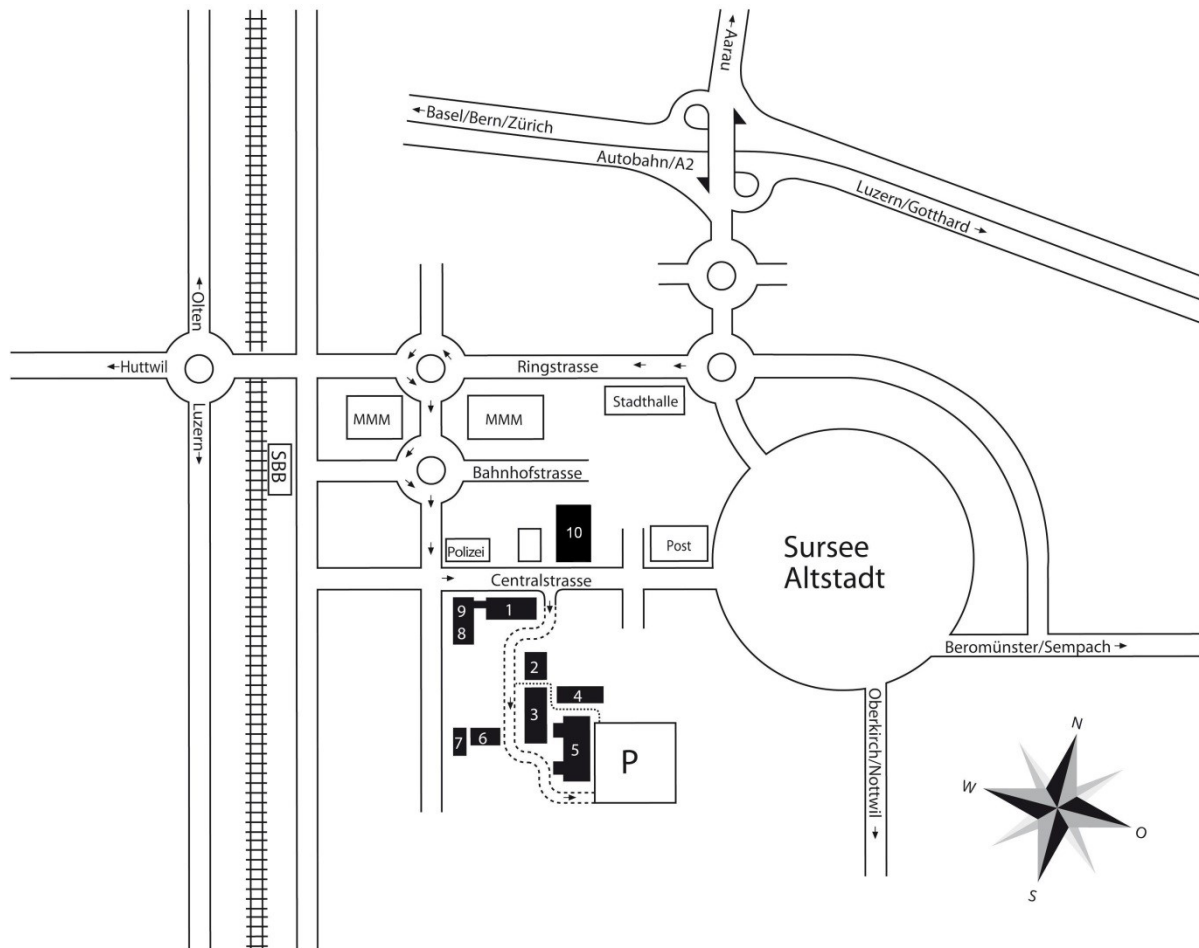 ←Aarau
←Basel/Bern/Zürich
Autobahn/A2
Luzern/Gotthard →
←Olten
←Huttwil
Luzern→
Ringstrasse
Stadthalle
MMM
MMM
SBB
Bahnhofstrasse
Polizei
10
Post
Centralstrasse
Sursee
Altstadt
9
1
8
2
4
3
7
6
5
P
Beromünster/Sempach →
Oberkirch/Nottwil →
N
W
O
S